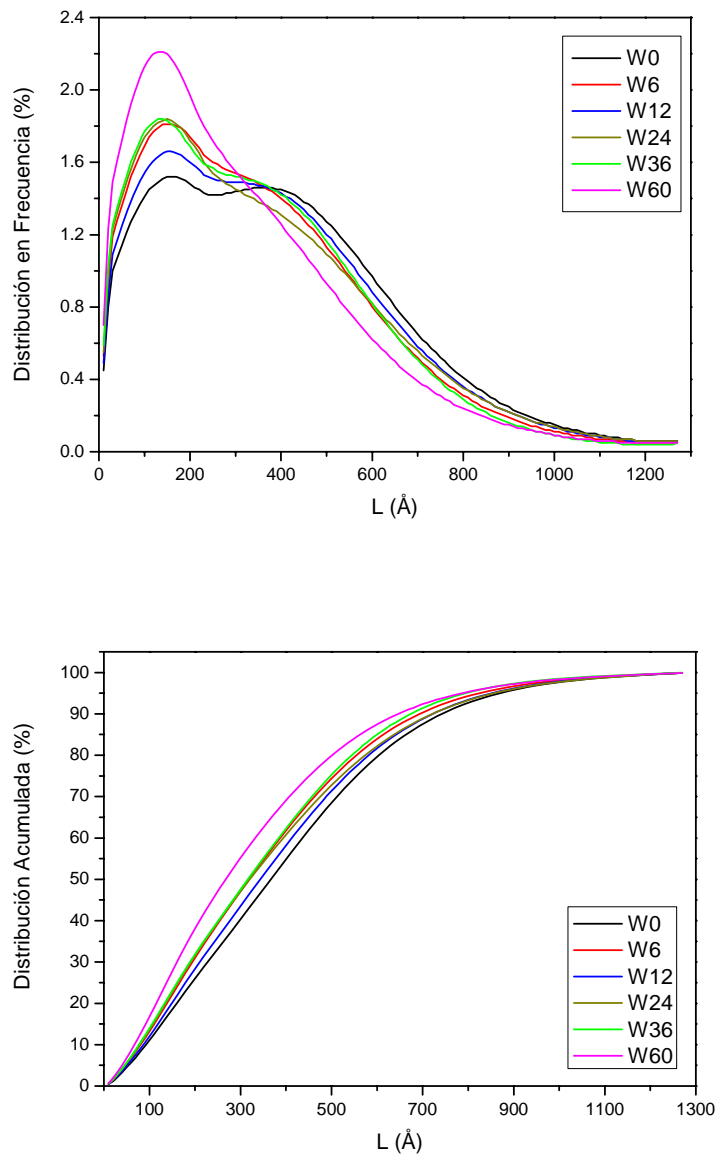 2.4
2.0
1.6
1.2
0.8
0.4
0.0
Distribución en Frecuencia (%)
W0
W6
W12
W24
W36
W60
0 200 400 600 800 1000 1200
L (Å)
100
90
80
70
60
50
40
30
20
10
0
Distribución Acumulada (%)
W0
W6
W12
W24
W36
W60
100 300 500 700 900 1100 1300
L (Å)